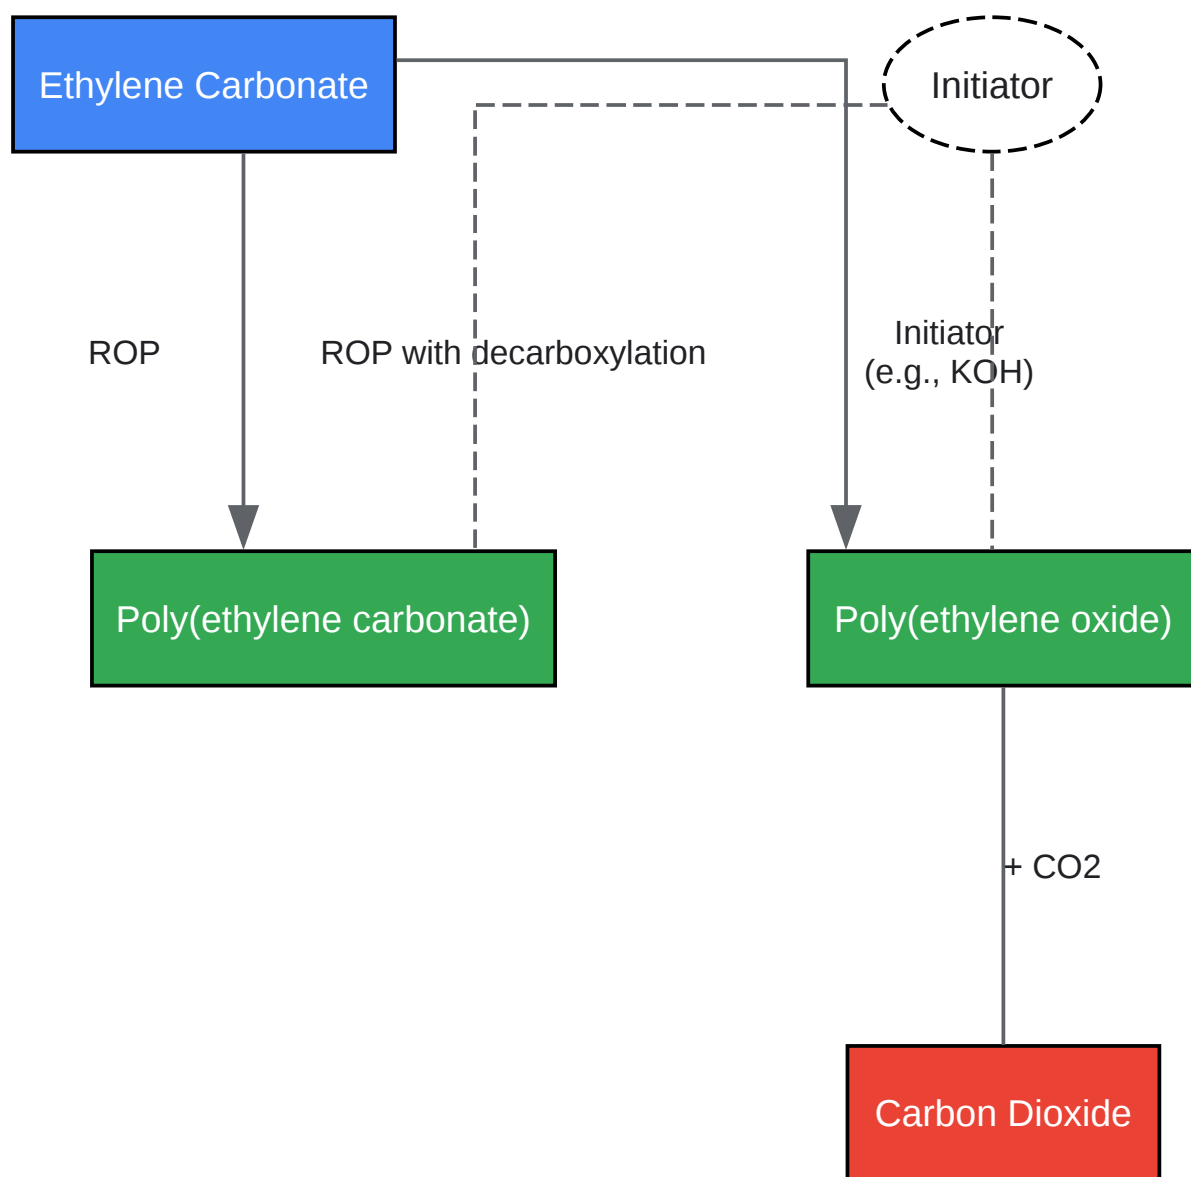 Ethylene Carbonate
Initiator
ROP
ROP with decarboxylation
Initiator
(e.g., KOH)
Poly(ethylene carbonate)
Poly(ethylene oxide)
+ CO2
Carbon Dioxide